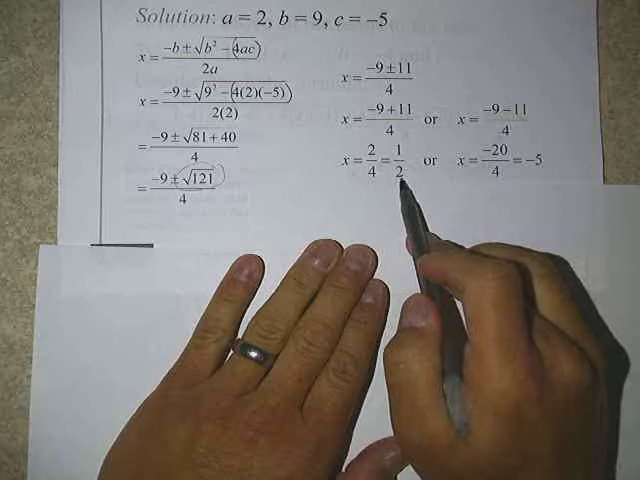 Solution: a = 2, b = 9, c = −5
x = (−b ± √(b² − 4ac)) / 2a
x = (−9 ± √(9² − 4(2)(−5))) / 2(2)
= (−9 ± √(81 + 40)) / 4
= (−9 ± √121) / 4
x = (−9 ± 11) / 4
x = (−9 + 11) / 4 or x = (−9 − 11) / 4
x = 2/4 = 1/2 or x = −20/4 = −5